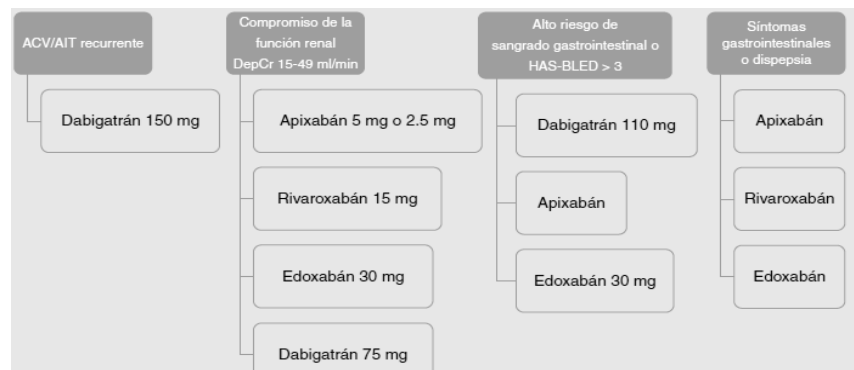 ACV/AIT recurrente
Dabigatrán 150 mg
Compromiso de la
función renal
DepCr 15-49 ml/min
Apixabán 5 mg o 2.5 mg
Rivaroxabán 15 mg
Edoxabán 30 mg
Dabigatrán 75 mg
Alto riesgo de
sangrado gastrointestinal o
HAS-BLED > 3
Dabigatrán 110 mg
Apixabán
Edoxabán 30 mg
Síntomas
gastrointestinales
o dispepsia
Apixabán
Rivaroxabán
Edoxabán